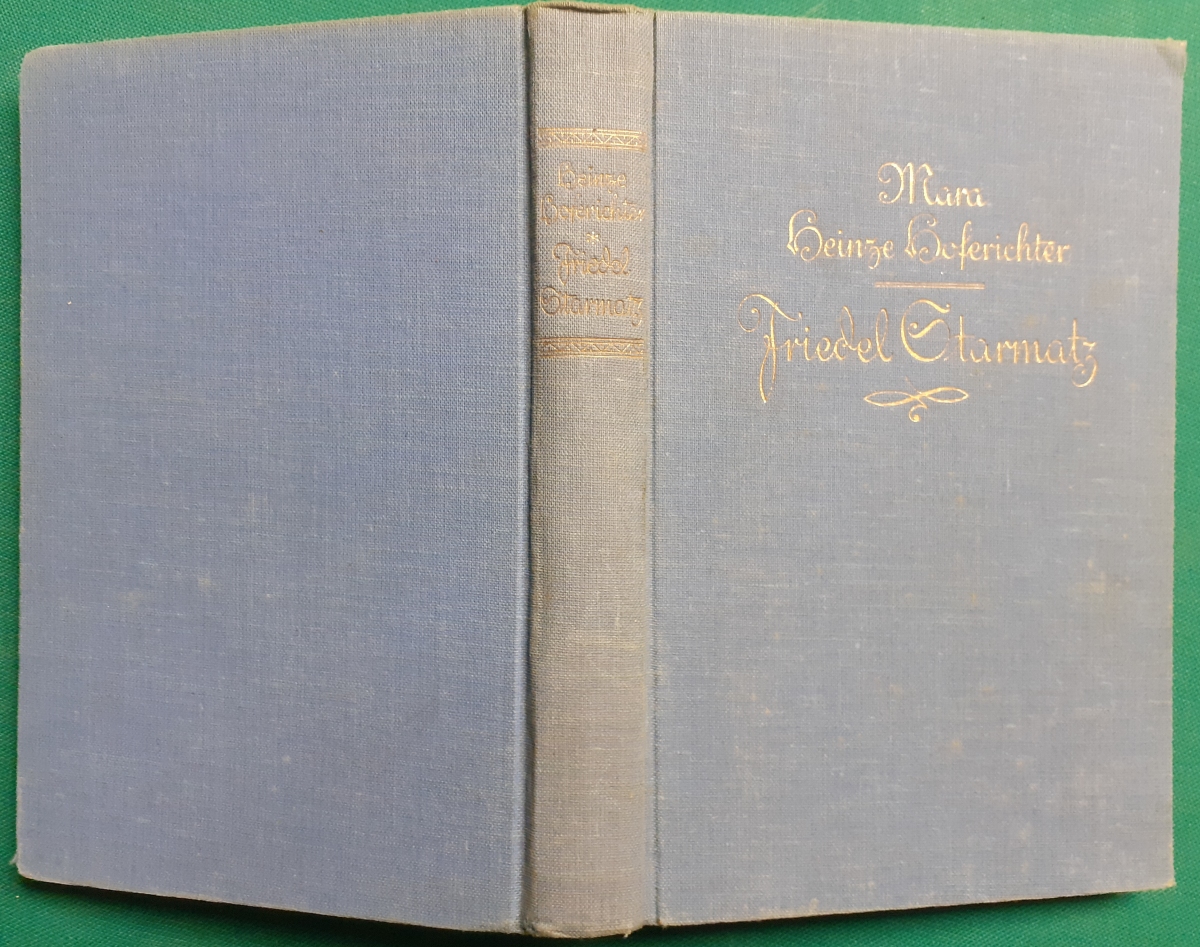 Heinze
Hoferichter
*
Friedel
Starmatz
Mara
Heinze Hoferichter
Friedel Starmatz